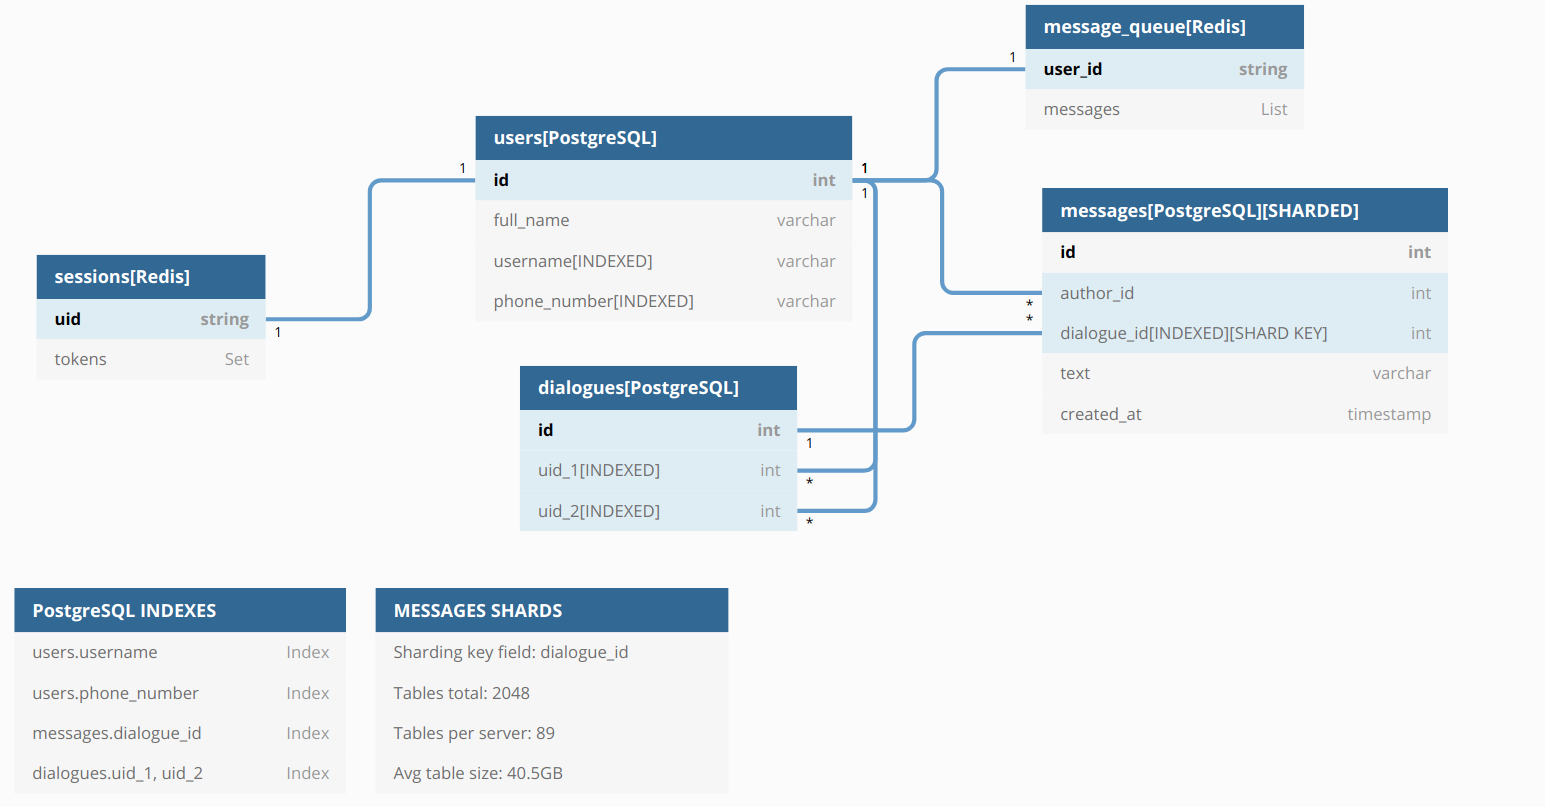 message_queue[Redis]
1
user_id string
messages List
users[PostgreSQL]
1 id int 1
1
full_name varchar
username[INDEXED] varchar
phone_number[INDEXED] varchar
messages[PostgreSQL][SHARDED]
id int
author_id int
*
*
dialogue_id[INDEXED][SHARD KEY] int
text varchar
created_at timestamp
sessions[Redis]
uid string
1
tokens Set
dialogues[PostgreSQL]
id int
1
uid_1[INDEXED] int
*
uid_2[INDEXED] int
*
PostgreSQL INDEXES
users.username Index
users.phone_number Index
messages.dialogue_id Index
dialogues.uid_1, uid_2 Index
MESSAGES SHARDS
Sharding key field: dialogue_id
Tables total: 2048
Tables per server: 89
Avg table size: 40.5GB